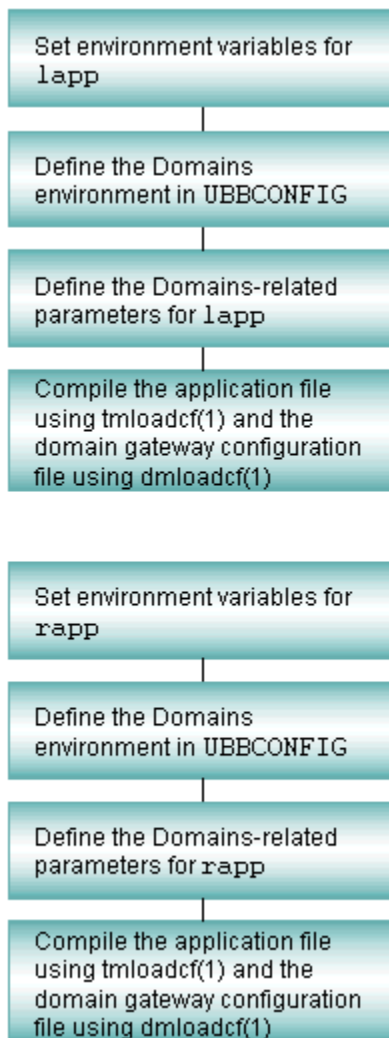 Set environment variables for
lapp
Define the Domains
environment in UBBCONFIG
Define the Domains-related
parameters for lapp
Compile the application file
using tmloadcf(1) and the
domain gateway configuration
file using dmloadcf(1)
Set environment variables for
rapp
Define the Domains
environment in UBBCONFIG
Define the Domains-related
parameters for rapp
Compile the application file
using tmloadcf(1) and the
domain gateway configuration
file using dmloadcf(1)